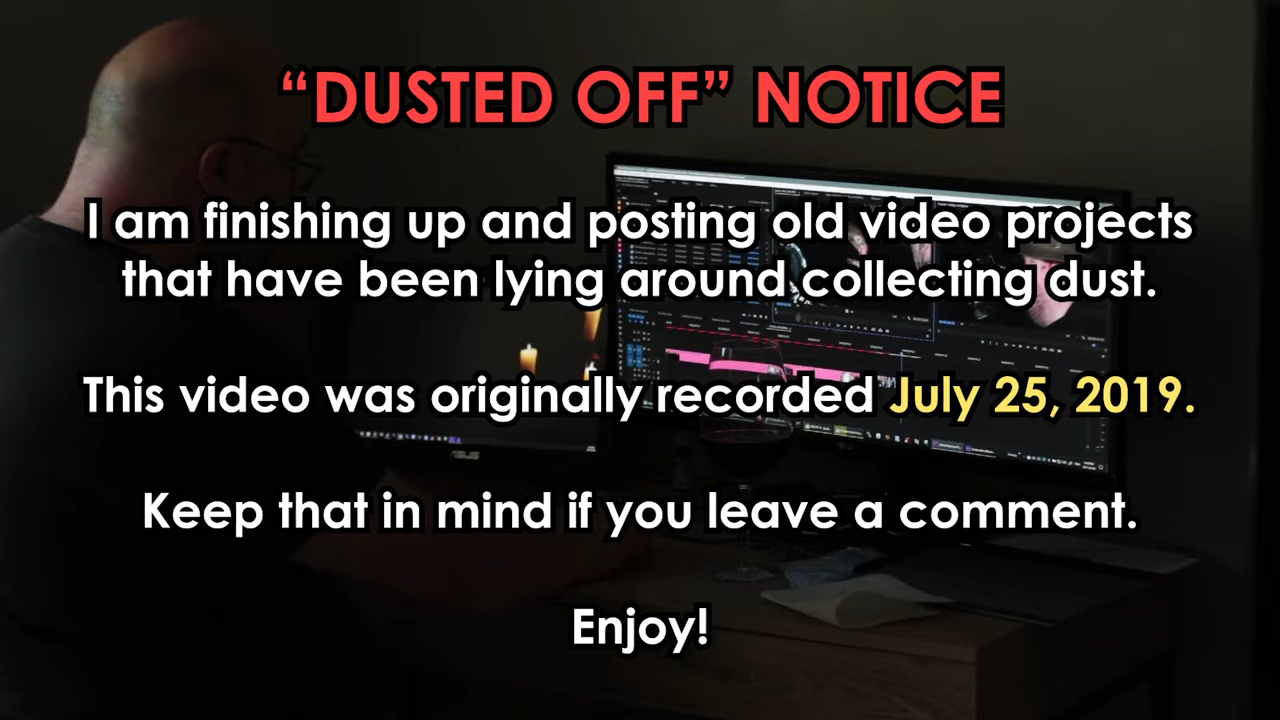 “DUSTED OFF” NOTICE
I am finishing up and posting old video projects
that have been lying around collecting dust.
This video was originally recorded July 25, 2019.
Keep that in mind if you leave a comment.
Enjoy!
ASUS